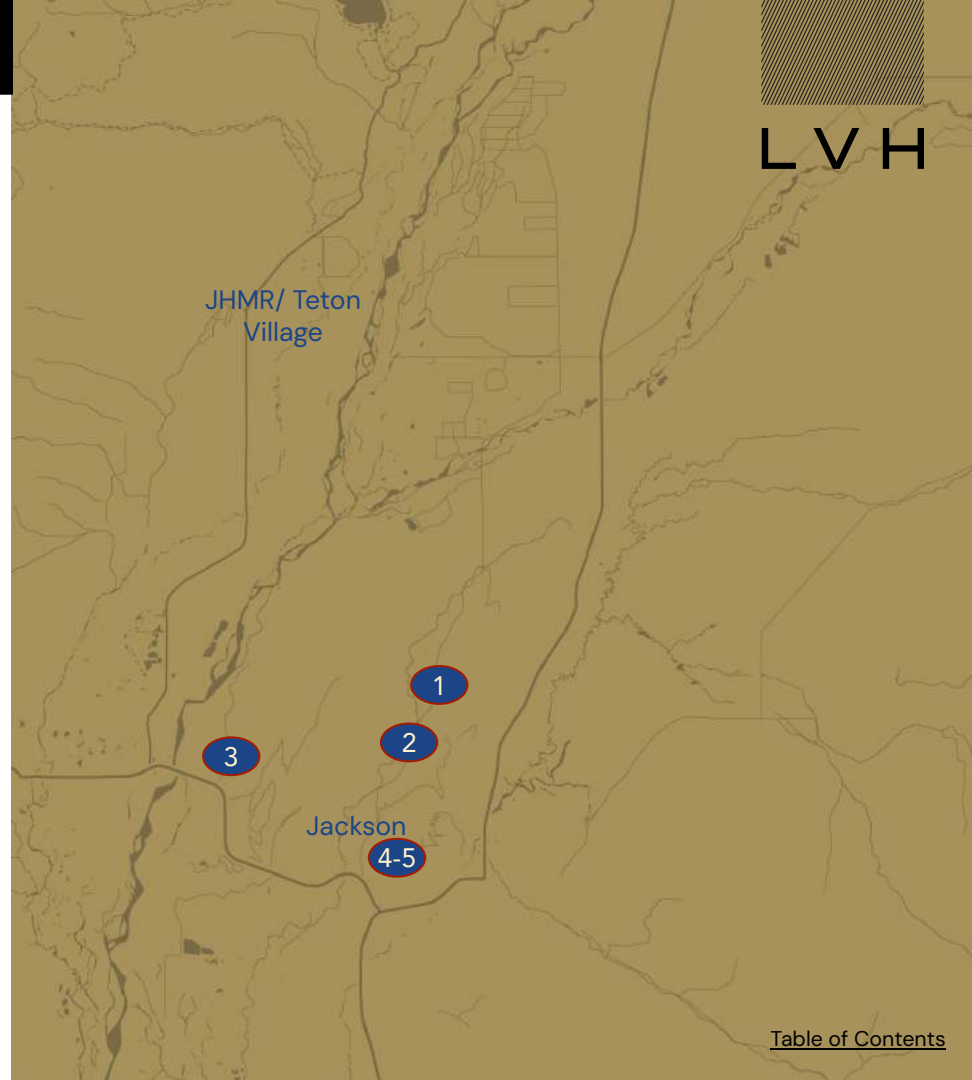 LVH
JHMR/ Teton
Village
1
2
3
Jackson
4-5
Table of Contents